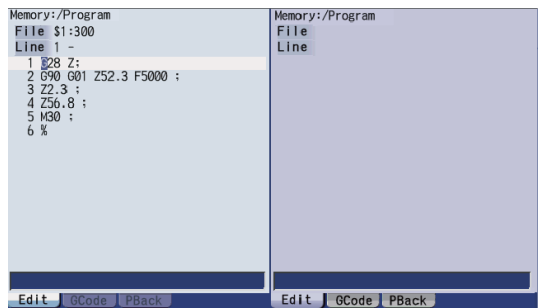 Memory:/Program
File $1:300
Line 1 -
1 G28 Z;
2 G90 G01 Z52.3 F5000 ;
3 Z2.3 ;
4 Z56.8 ;
5 M30 ;
6 %
Edit GCode PBack
Memory:/Program
File
Line
Edit GCode PBack